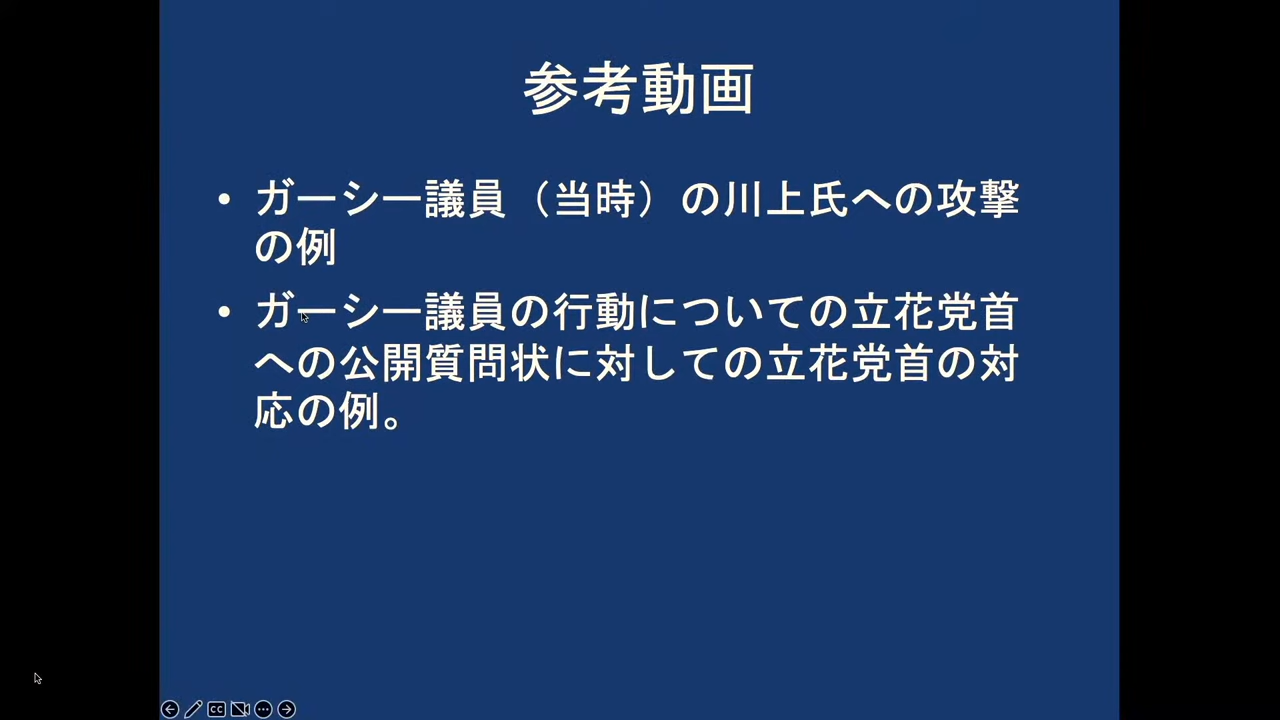 参考動画
• ガーシー議員（当時）の川上氏への攻撃
の例
• ガーシー議員の行動についての立花党首
への公開質問状に対しての立花党首の対
応の例。
CC